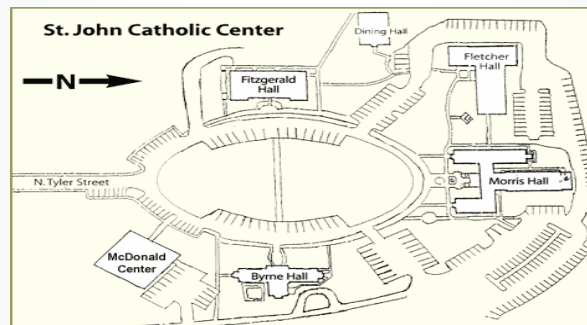 St. John Catholic Center
Dining Hall
N
Fitzgerald
Hall
Fletcher
Hall
N. Tyler Street
Morris Hall
McDonald
Center
Byrne Hall